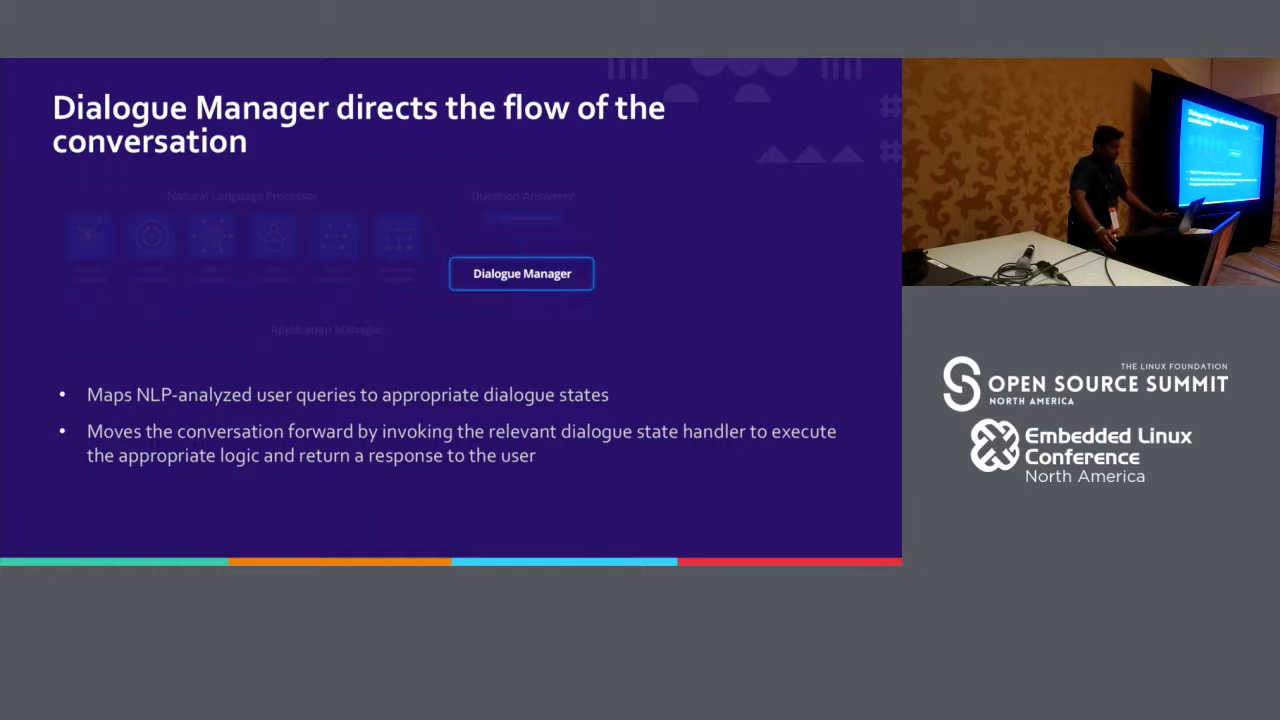 Dialogue Manager directs the flow of the
conversation
Natural Language Processor
Question Answerer
Dialogue Manager
Application Manager
• Maps NLP-analyzed user queries to appropriate dialogue states
• Moves the conversation forward by invoking the relevant dialogue state handler to execute
the appropriate logic and return a response to the user
THE LINUX FOUNDATION
OPEN SOURCE SUMMIT
NORTH AMERICA
Embedded Linux
Conference
North America